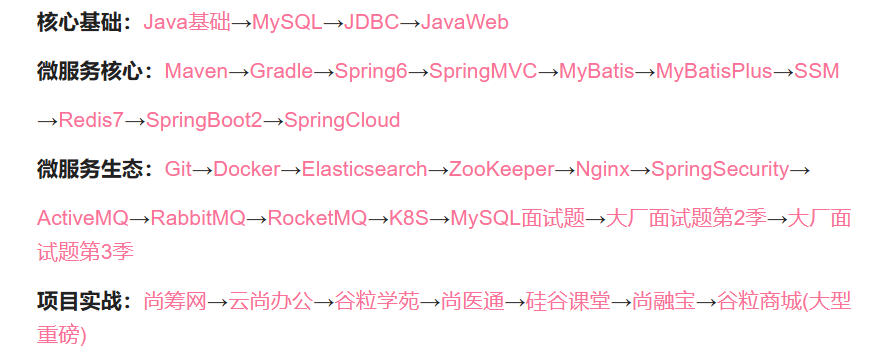 核心基础：Java基础→MySQL→JDBC→JavaWeb
微服务核心：Maven→Gradle→Spring6→SpringMVC→MyBatis→MyBatisPlus→SSM
→Redis7→SpringBoot2→SpringCloud
微服务生态：Git→Docker→Elasticsearch→ZooKeeper→Nginx→SpringSecurity→
ActiveMQ→RabbitMQ→RocketMQ→K8S→MySQL面试题→大厂面试题第2季→大厂面
试题第3季
项目实战：尚筹网→云尚办公→谷粒学苑→尚医通→硅谷课堂→尚融宝→谷粒商城(大型
重磅)